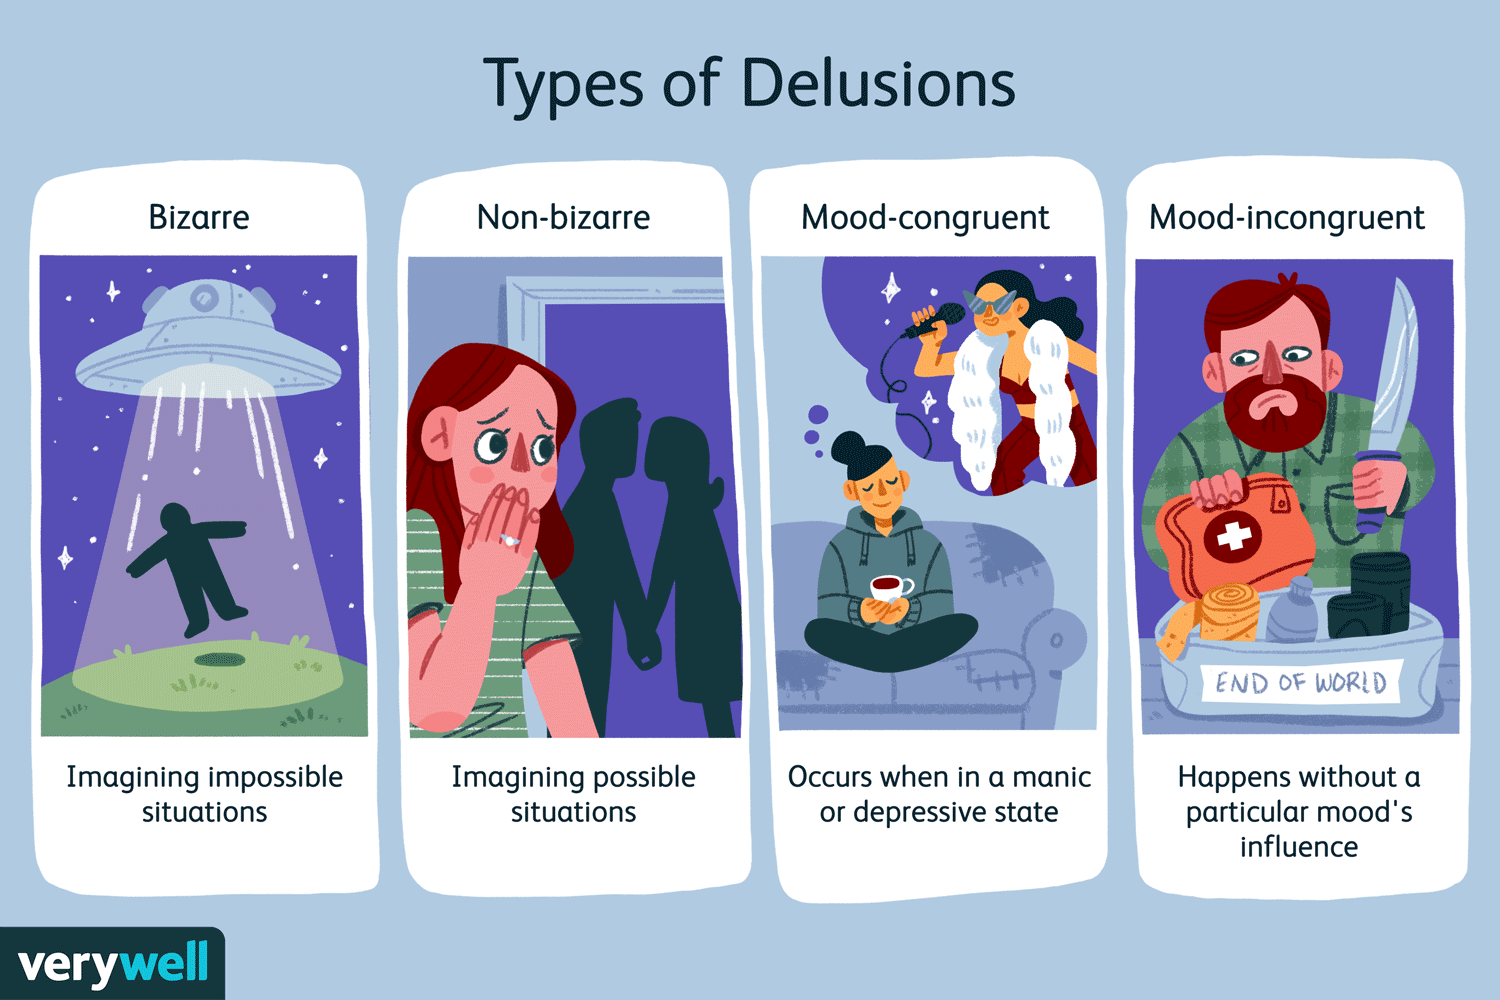 Types of Delusions
Bizarre
Imagining impossible
situations
Non-bizarre
Imagining possible
situations
Mood-congruent
Occurs when in a manic
or depressive state
Mood-incongruent
END OF WORLD
Happens without a
particular mood's
influence
verywell